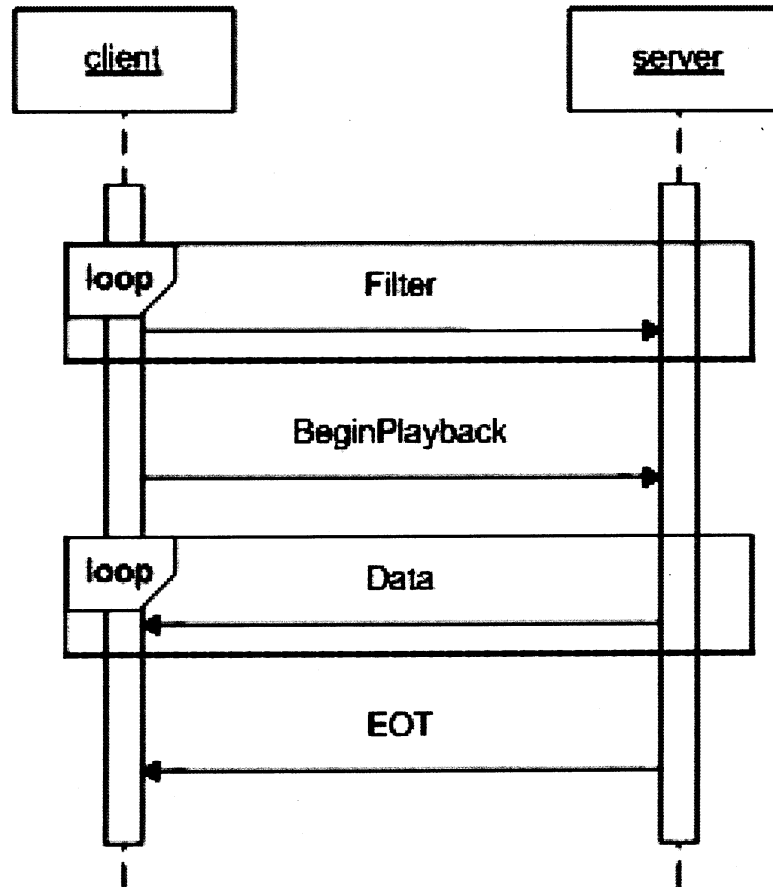 client
server
loop
Filter
BeginPlayback
loop
Data
EOT